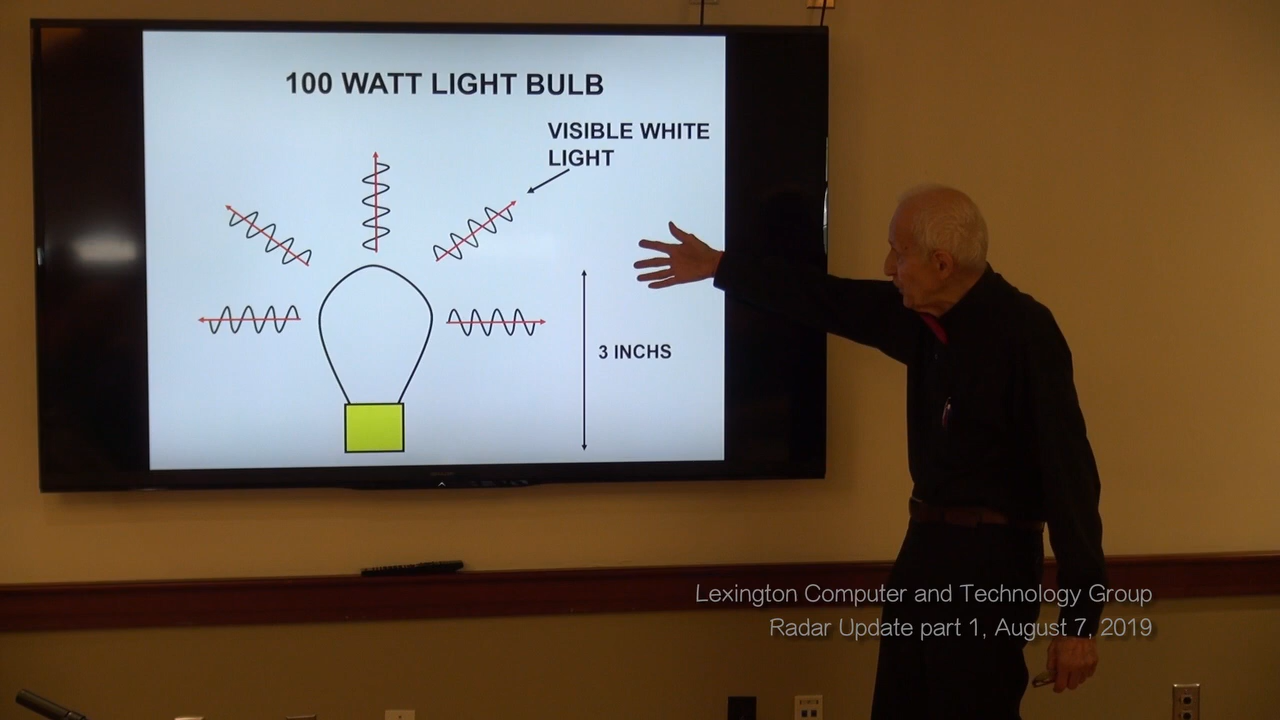 100 WATT LIGHT BULB
VISIBLE WHITE
LIGHT
3 INCHS
Lexington Computer and Technology Group
Radar Update part 1, August 7, 2019